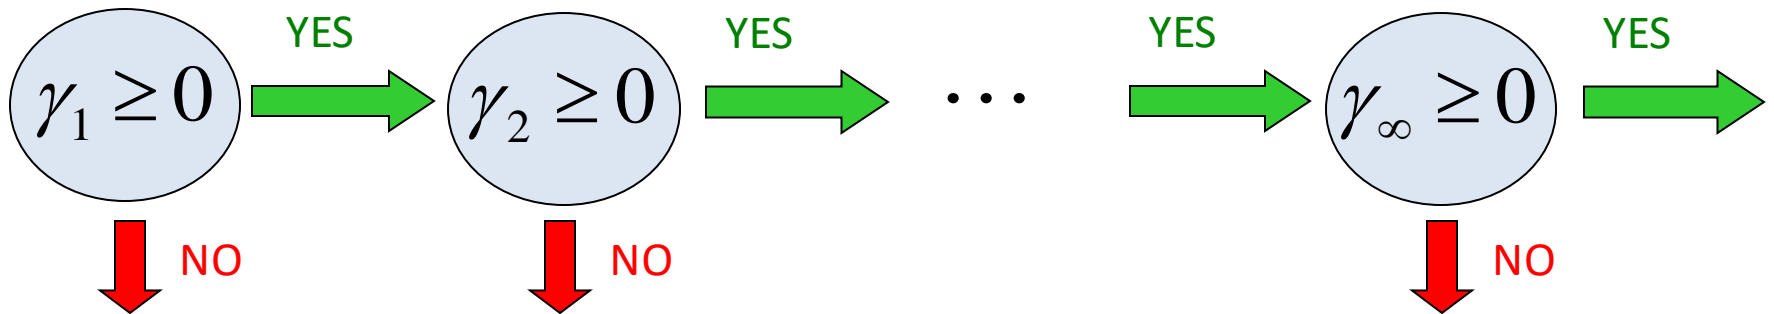 YES YES YES YES
γ₁ ≥ 0 γ₂ ≥ 0 ... γ∞ ≥ 0
NO NO NO